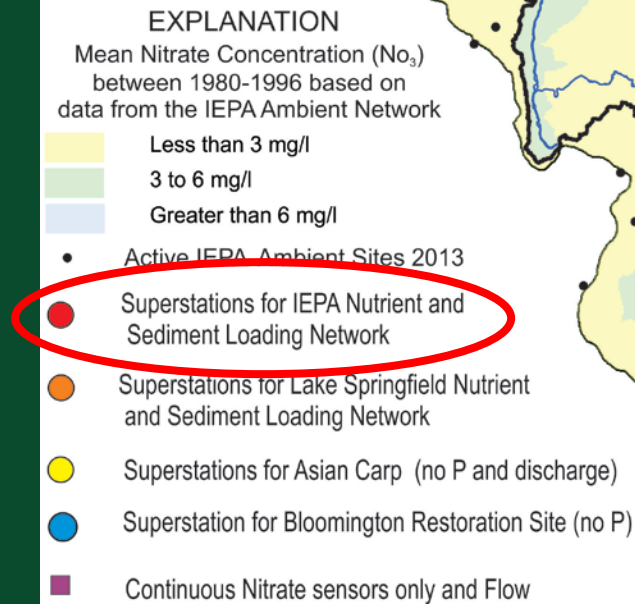 EXPLANATION
Mean Nitrate Concentration (No₃)
between 1980-1996 based on
data from the IEPA Ambient Network
Less than 3 mg/l
3 to 6 mg/l
Greater than 6 mg/l
Active IEPA Ambient Sites 2013
Superstations for IEPA Nutrient and
Sediment Loading Network
Superstations for Lake Springfield Nutrient
and Sediment Loading Network
Superstations for Asian Carp (no P and discharge)
Superstation for Bloomington Restoration Site (no P)
Continuous Nitrate sensors only and Flow